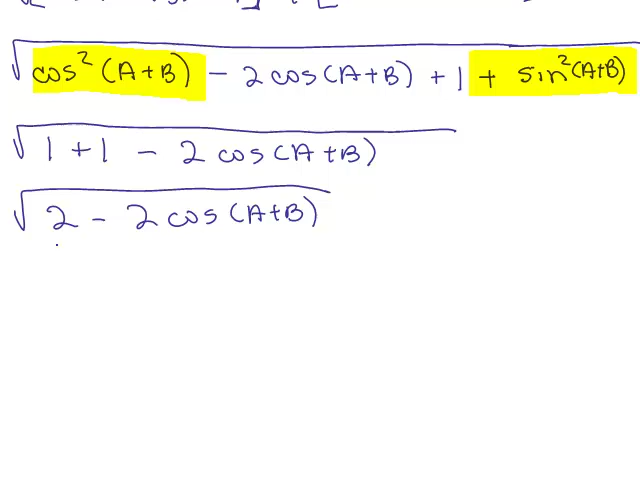 √cos²(A+B) - 2cos(A+B) + 1 + sin²(A+B)
√1 + 1 - 2cos(A+B)
√2 - 2cos(A+B)